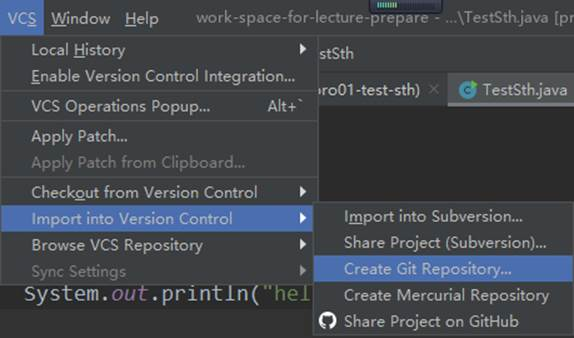 VCS Window Help work-space-for-lecture-prepare - ...\TestSth.java [pr
Local History
stSth
Enable Version Control Integration...
VCS Operations Popup... Alt+`
oro01-test-sth) × TestSth.java
Apply Patch...
Apply Patch from Clipboard...
Checkout from Version Control
Import into Version Control
Import into Subversion...
Browse VCS Repository
Share Project (Subversion)...
Sync Settings
Create Git Repository...
System.out.println("hel
Create Mercurial Repository
Share Project on GitHub